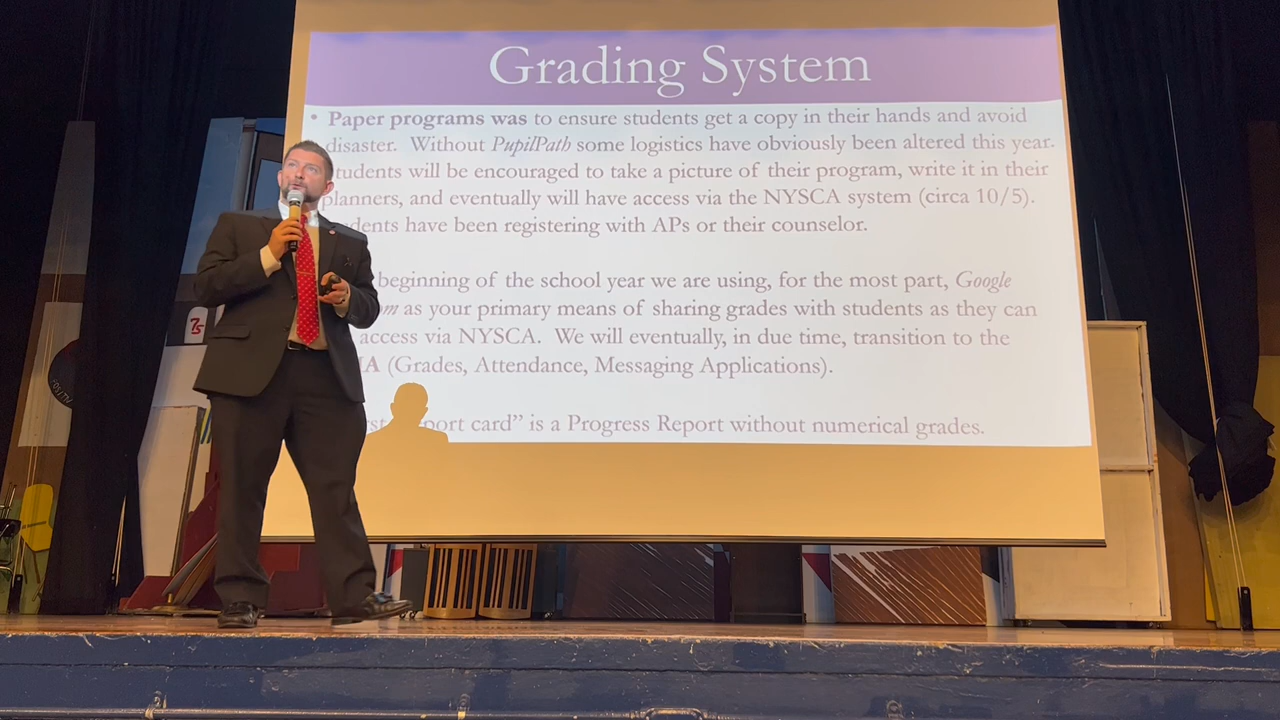 Grading System
• Paper programs was to ensure students get a copy in their hands and avoid
disaster. Without PupilPath some logistics have obviously been altered this year.
students will be encouraged to take a picture of their program, write it in their
planners, and eventually will have access via the NYSCA system (circa 10/5).
dents have been registering with APs or their counselor.
beginning of the school year we are using, for the most part, Google
as your primary means of sharing grades with students as they can
access via NYSCA. We will eventually, in due time, transition to the
(Grades, Attendance, Messaging Applications).
port card” is a Progress Report without numerical grades.